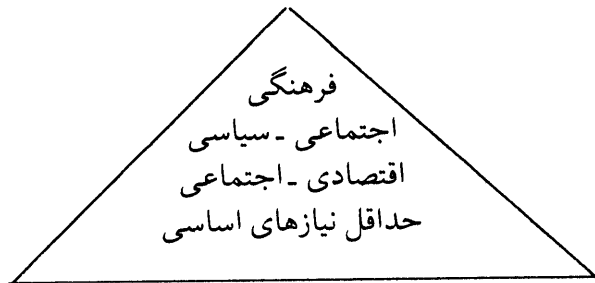 فرهنگی
اجتماعی ـ سیاسی
اقتصادی ـ اجتماعی
حداقل نیازهای اساسی